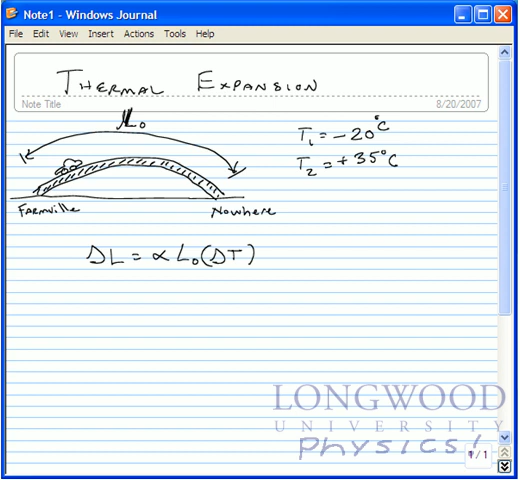 Note1 - Windows Journal
File Edit View Insert Actions Tools Help
THERMAL EXPANSION
Note Title
8/20/2007
L₀
T₁ = -20°C
T₂ = +35°C
FARMVille
Nowhere
ΔL = α L₀ (ΔT)
LONGWOOD
UNIVERSITY
Physics!
1 / 1